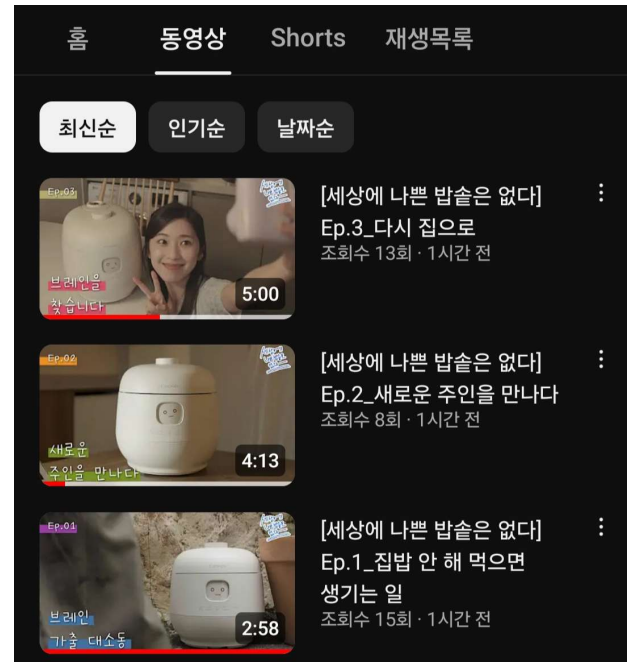 홈 동영상 Shorts 재생목록
최신순 인기순 날짜순
Ep.03
브레인을
찾습니다
5:00
[세상에 나쁜 밥솥은 없다]
Ep.3_다시 집으로
조회수 13회 · 1시간 전
Ep.02
새로운
주인을 만나다
4:13
[세상에 나쁜 밥솥은 없다]
Ep.2_새로운 주인을 만나다
조회수 8회 · 1시간 전
Ep.01
브레인
가출 대소동
2:58
[세상에 나쁜 밥솥은 없다]
Ep.1_집밥 안 해 먹으면
생기는 일
조회수 15회 · 1시간 전